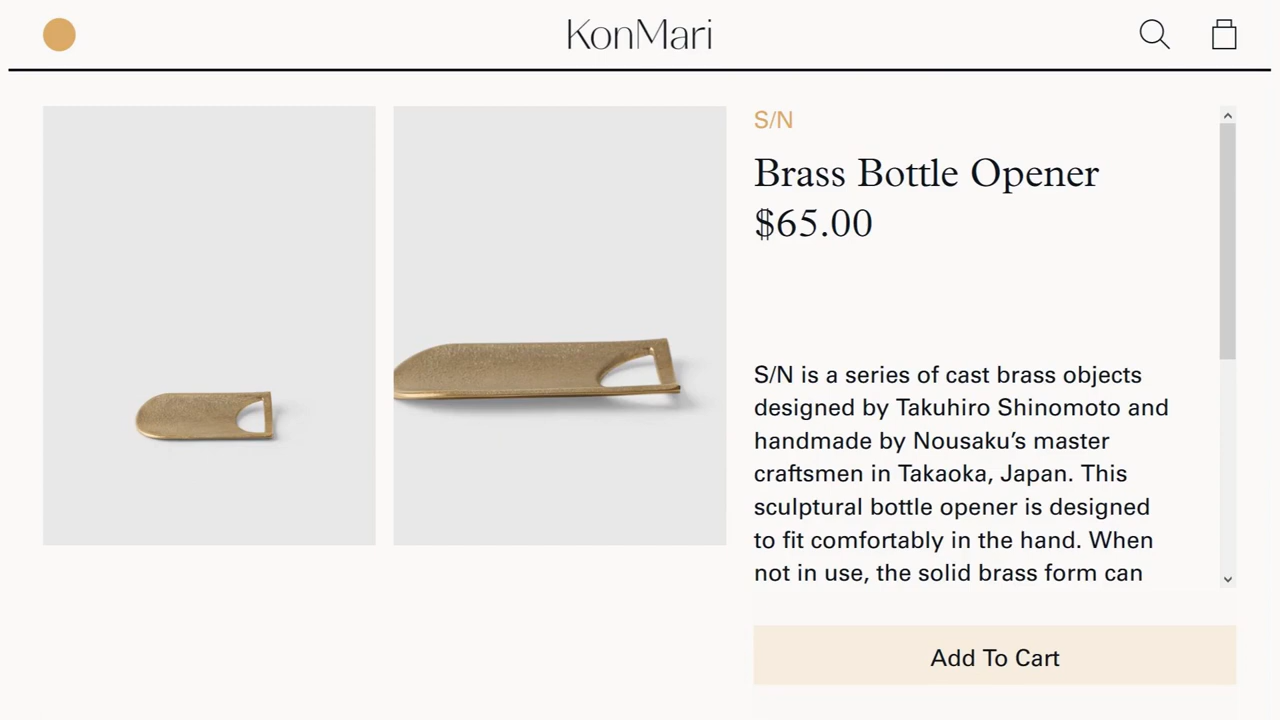 KonMari
S/N
Brass Bottle Opener
$65.00
S/N is a series of cast brass objects
designed by Takuhiro Shinomoto and
handmade by Nousaku’s master
craftsmen in Takaoka, Japan. This
sculptural bottle opener is designed
to fit comfortably in the hand. When
not in use, the solid brass form can
Add To Cart